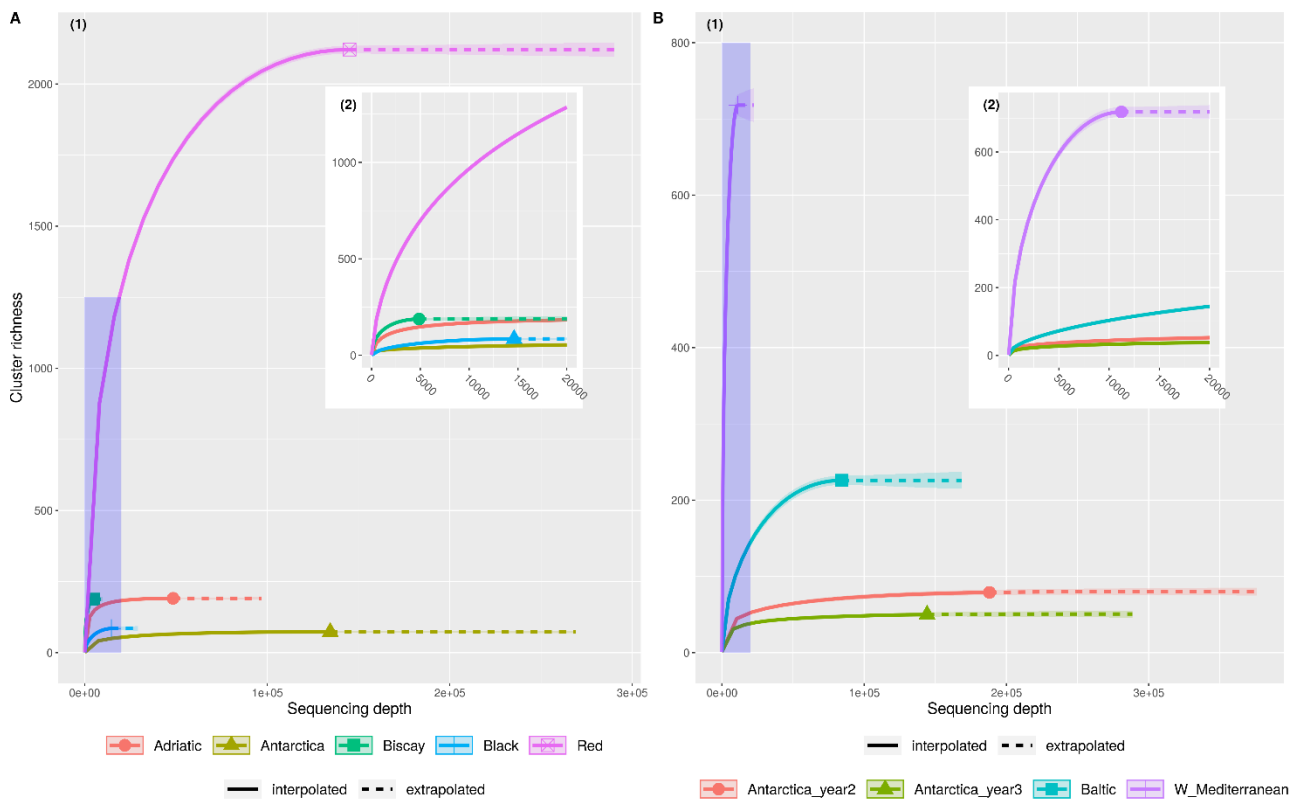 A
(1)
Cluster richness
2000
1500
1000
500
0
0e+00
1e+05
2e+05
3e+05
Sequencing depth
(2)
1000
500
0
0
5000
10000
15000
20000
Adriatic
Antarctica
Biscay
Black
Red
interpolated
extrapolated
B
(1)
800
600
400
200
0
0e+00
1e+05
2e+05
3e+05
Sequencing depth
(2)
600
400
200
0
0
5000
10000
15000
20000
interpolated
extrapolated
Antarctica_year2
Antarctica_year3
Baltic
W_Mediterranean